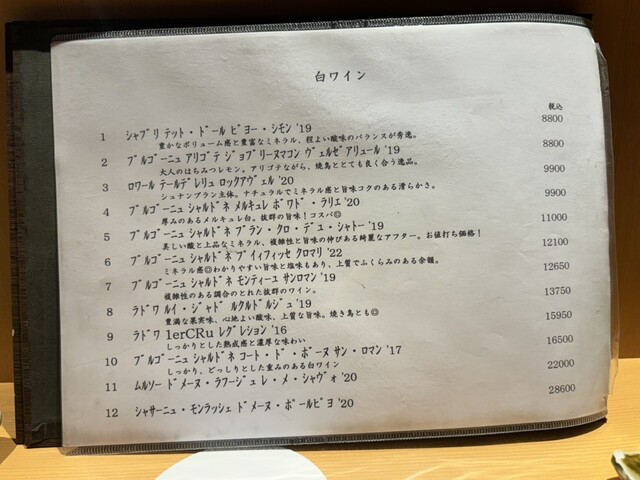 白ワイン
税込
1 シャブリ テット・ドール ビヨー・シモン '19 8800
豊かなボリューム感と豊富なミネラル、程よい酸味のバランスが秀逸。
2 ブルゴーニュ アリゴテ ジョブリーヌマコン ヴェルゼアリュール '19 8800
大人のはちみつレモン。アリゴテながら、焼鳥ととても良く合う逸品。
3 ロワール テールデレリュ ロックアヴェル '20 9900
シュナンブラン主体。ナチュラルでミネラル感と旨味コクのある滑らかさ。
4 ブルゴーニュ シャルドネ メルキュレ ボワド・ラリエ '20 9900
厚みのあるメルキュレ白。抜群の旨味！コスパ◎
5 ブルゴーニュ シャルドネ ブラン・クロ・デユ・シャトー '19 11000
美しい酸と上品なミネラル、複雑性と旨味の伸びある綺麗なアフター。お値打ち価格！
6 ブルゴーニュ シャルドネ プイィフィッセ クロマリ '22 12100
ミネラル感◎わかりやすい旨味と塩味もあり、上質でふくらみのある余韻。
7 ブルゴーニュ シャルドネ モンティーユ サンロマン '19 12650
複雑性のある調合のとれた抜群のワイン。
8 ラドワ ルイ・ジャド ルクルドルジュ '19 13750
豊満な果実味、心地よい酸味、上質な旨味。焼き鳥とも◎
9 ラドワ 1erCRu レグレション '16 15950
しっかりとした熟成感と濃厚な味わい
10 ブルゴーニュ シャルドネ コート・ド・ボーヌ サン・ロマン '17 16500
しっかり、どっしりとした重みのある白ワイン
11 ムルソー ドメーヌ・ラフージュ レ・メ・シャヴォ '20 22000
12 シャサーニュ・モンラッシェ ドメーヌ・ポールピヨ '20 28600